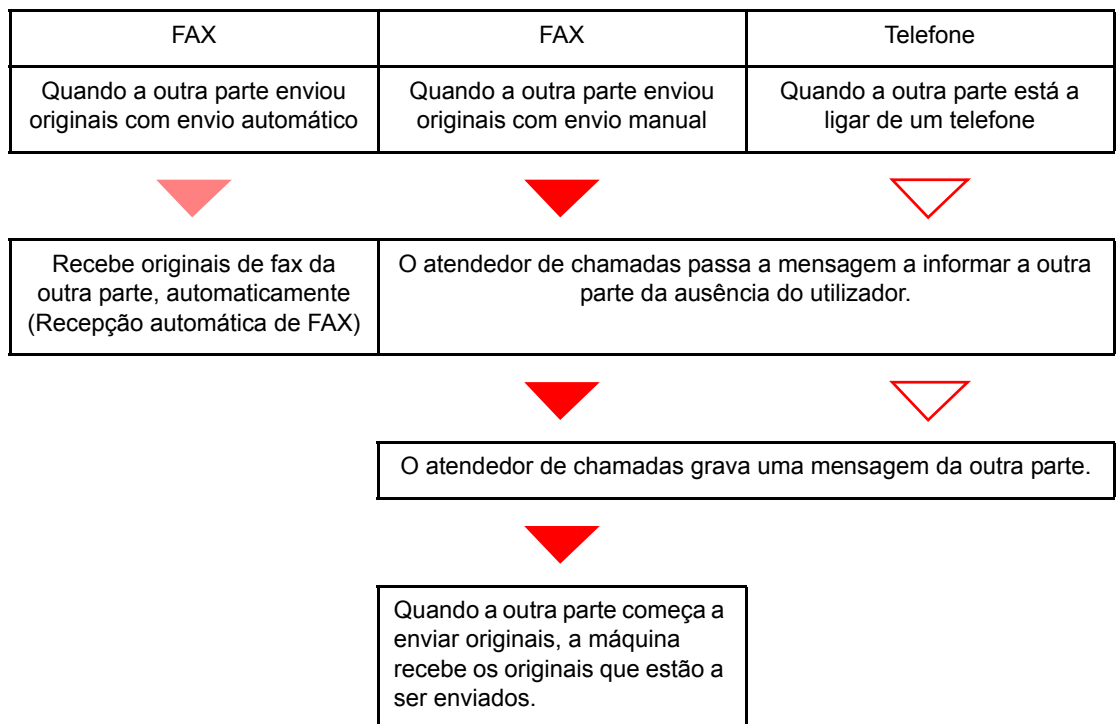 FAX
FAX
Telefone
Quando a outra parte enviou
originais com envio automático
Quando a outra parte enviou
originais com envio manual
Quando a outra parte está a
ligar de um telefone
Recebe originais de fax da
outra parte, automaticamente
(Recepção automática de FAX)
O atendedor de chamadas passa a mensagem a informar a outra
parte da ausência do utilizador.
O atendedor de chamadas grava uma mensagem da outra parte.
Quando a outra parte começa a
enviar originais, a máquina
recebe os originais que estão a
ser enviados.